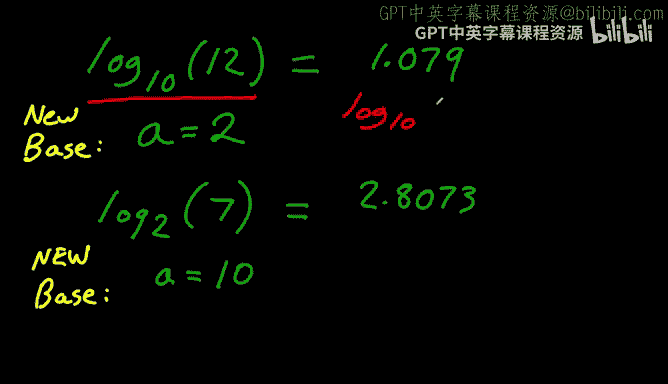 GPT中英字幕课程资源@bilibili.com
GPT中英字幕课程资源 bilibili
log₁₀(12) = 1.079
New Base: a = 2 log₁₀
log₂(7) = 2.8073
NEW Base: a = 10